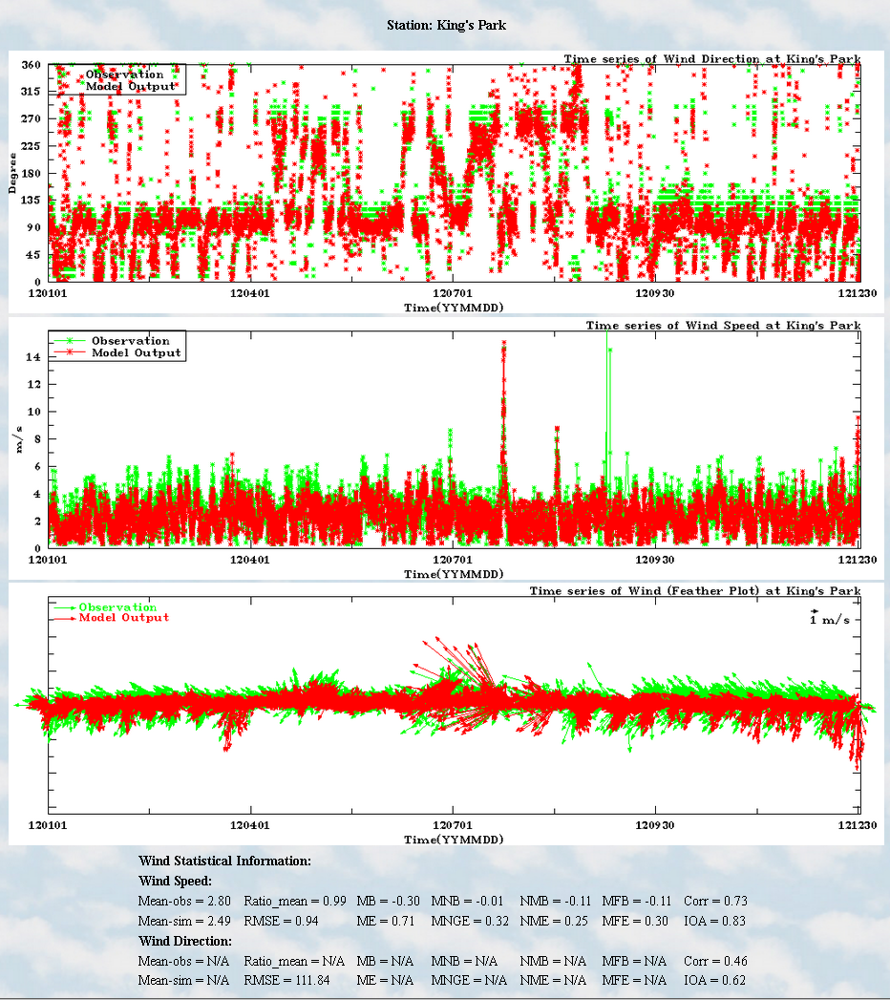 Station: King's Park
Time series of Wind Direction at King's Park
Observation
Model Output
360
315
270
225
180
135
90
45
0
Degree
120101 120401 120701 120930 121230
Time(YYMMDD)
Time series of Wind Speed at King's Park
Observation
Model Output
14
12
10
8
6
4
2
0
m/s
120101 120401 120701 120930 121230
Time(YYMMDD)
Time series of Wind (Feather Plot) at King's Park
Observation
Model Output
1 m/s
120101 120401 120701 120930 121230
Time(YYMMDD)
Wind Statistical Information:
Wind Speed:
Mean-obs = 2.80 Ratio_mean = 0.99 MB = -0.30 MNB = -0.01 NMB = -0.11 MFB = -0.11 Corr = 0.73
Mean-sim = 2.49 RMSE = 0.94 ME = 0.71 MNGE = 0.32 NME = 0.25 MFE = 0.30 IOA = 0.83
Wind Direction:
Mean-obs = N/A Ratio_mean = N/A MB = N/A MNB = N/A NMB = N/A MFB = N/A Corr = 0.46
Mean-sim = N/A RMSE = 111.84 ME = N/A MNGE = N/A NME = N/A MFE = N/A IOA = 0.62